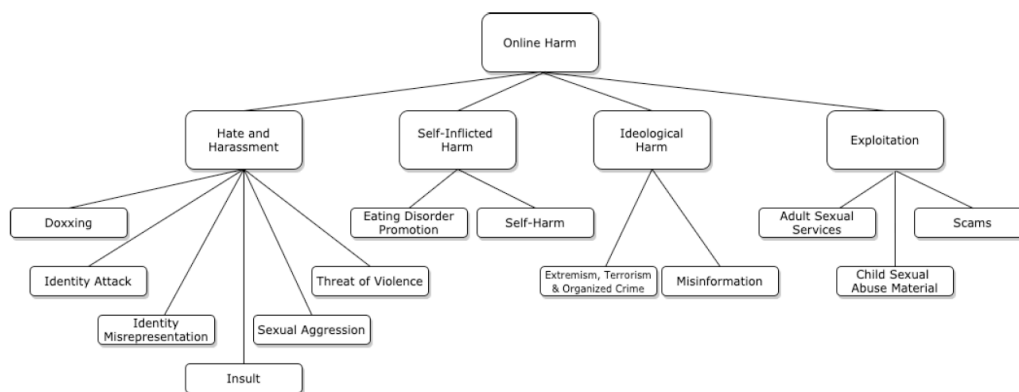 Online Harm
Hate and
Harassment
Self-Inflicted
Harm
Ideological
Harm
Exploitation
Doxxing
Eating Disorder
Promotion
Self-Harm
Adult Sexual
Services
Scams
Identity Attack
Threat of Violence
Extremism, Terrorism
& Organized Crime
Misinformation
Child Sexual
Abuse Material
Identity
Misrepresentation
Sexual Aggression
Insult